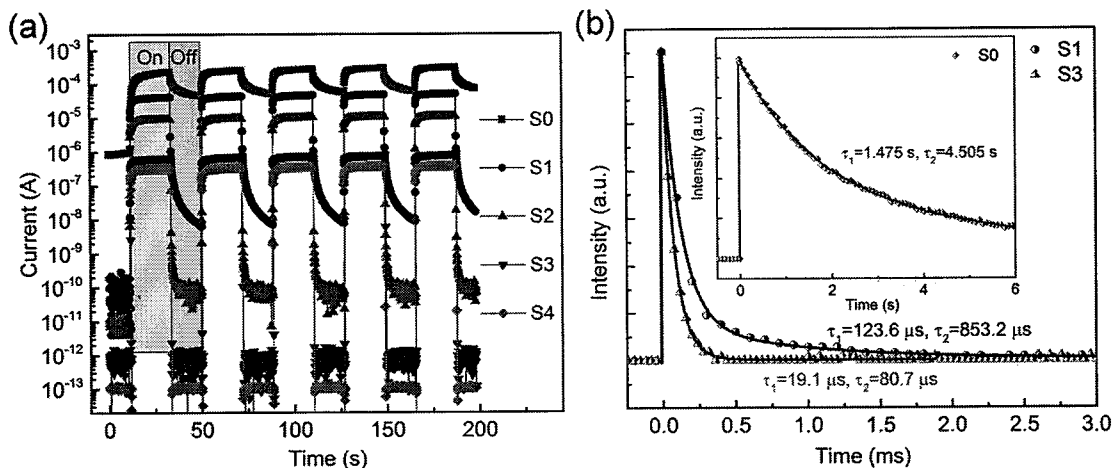 (a)
10⁻³
10⁻⁴
10⁻⁵
10⁻⁶
10⁻⁷
10⁻⁸
10⁻⁹
10⁻¹⁰
10⁻¹¹
10⁻¹²
10⁻¹³
Current (A)
On Off
S0
S1
S2
S3
S4
0 50 100 150 200
Time (s)
(b)
Intensity (a.u.)
S1
S3
S0
τ₁=1.475 s, τ₂=4.505 s
Intensity (a.u.)
0 2 4 6
Time (s)
τ₁=123.6 μs, τ₂=853.2 μs
τ₁=19.1 μs, τ₂=80.7 μs
0.0 0.5 1.0 1.5 2.0 2.5 3.0
Time (ms)